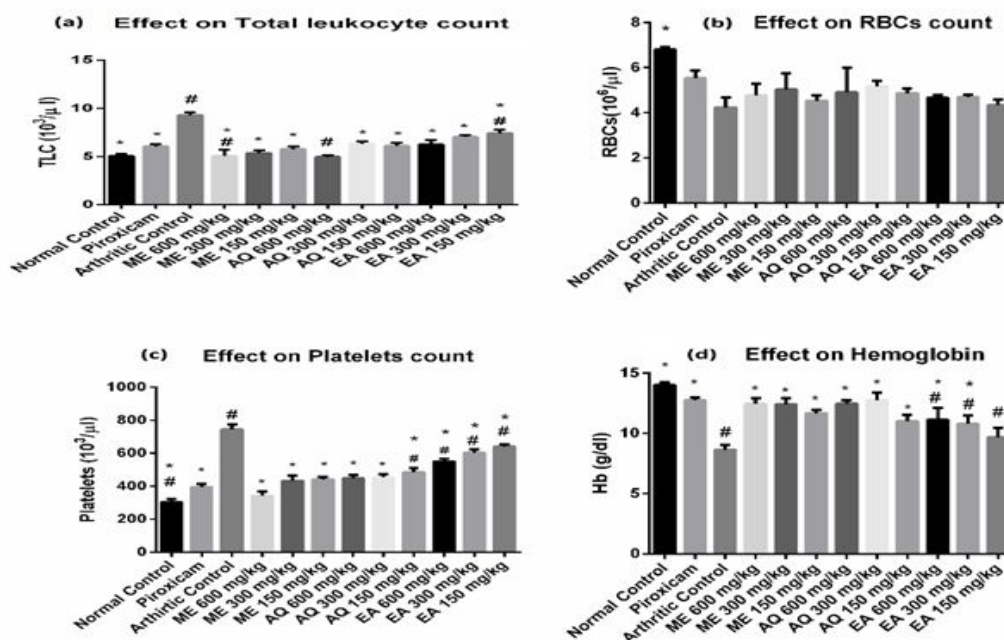 (a) Effect on Total leukocyte count
TLC (10³/μ l)
15
10
5
0
* * # * # * * # * * * * * #
Normal Control
Piroxicam
Arthritic Control
ME 600 mg/kg
ME 300 mg/kg
ME 150 mg/kg
AQ 600 mg/kg
AQ 300 mg/kg
AQ 150 mg/kg
EA 600 mg/kg
EA 300 mg/kg
EA 150 mg/kg
(b) Effect on RBCs count
RBCs(10⁶/μl)
8
6
4
2
0
*
Normal Control
Piroxicam
Arthritic Control
ME 600 mg/kg
ME 300 mg/kg
ME 150 mg/kg
AQ 600 mg/kg
AQ 300 mg/kg
AQ 150 mg/kg
EA 600 mg/kg
EA 300 mg/kg
EA 150 mg/kg
(c) Effect on Platelets count
Platelets (10³/μl)
1000
800
600
400
200
0
* # * # * * * * * * # * # * # * #
Normal Control
Piroxicam
Arthirtic Control
ME 600 mg/kg
ME 300 mg/kg
ME 150 mg/kg
AQ 600 mg/kg
AQ 300 mg/kg
AQ 150 mg/kg
EA 600 mg/kg
EA 300 mg/kg
EA 150 mg/kg
(d) Effect on Hemoglobin
Hb (g/dl)
15
10
5
0
* * # * * * * * * * # * # #
Normal Control
Piroxicam
Arthritic Control
ME 600 mg/kg
ME 300 mg/kg
ME 150 mg/kg
AQ 600 mg/kg
AQ 300 mg/kg
AQ 150 mg/kg
EA 600 mg/kg
EA 300 mg/kg
EA 150 mg/kg